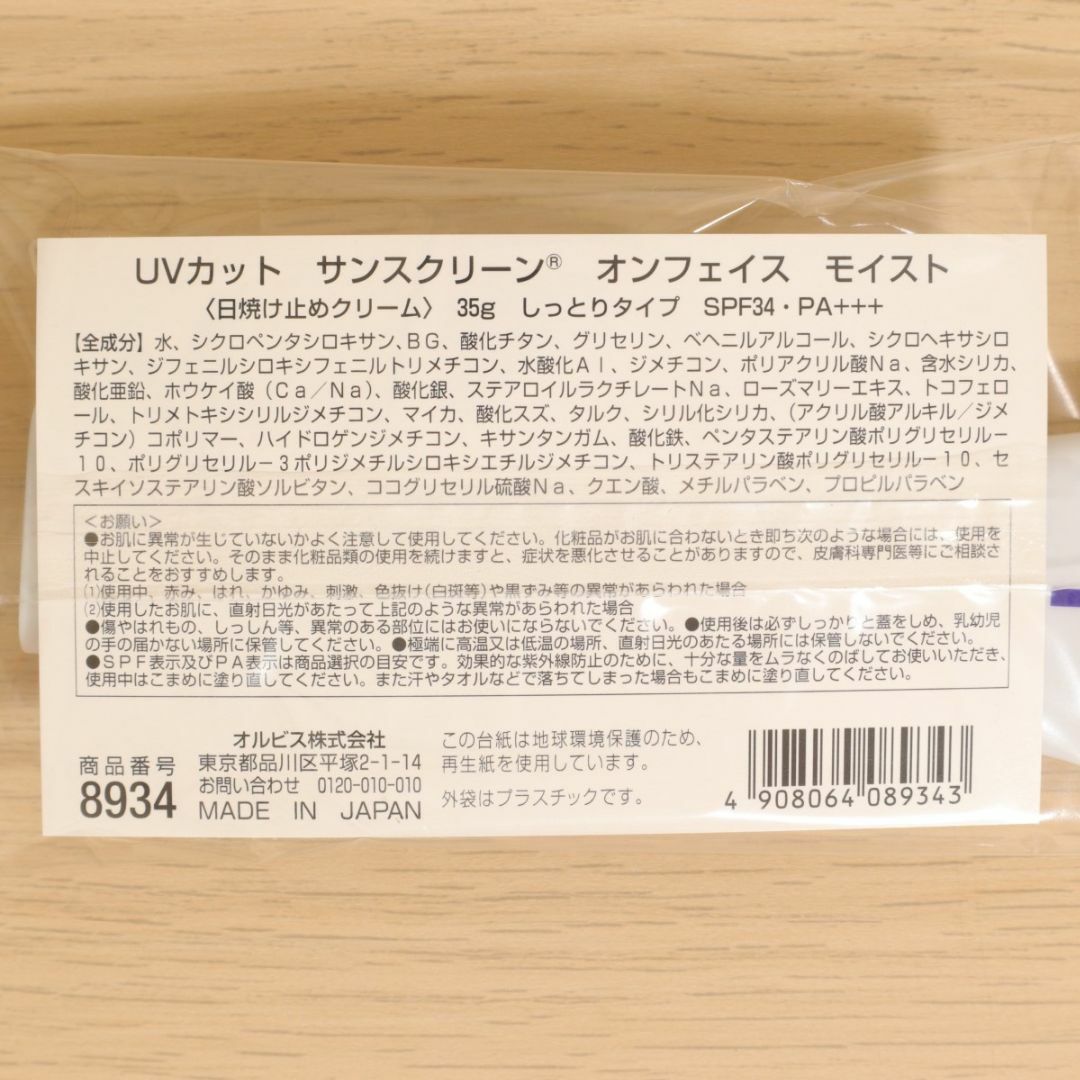 UVカット サンスクリーン® オンフェイス モイスト
〈日焼け止めクリーム〉 35g しっとりタイプ SPF34・PA+++
【全成分】水、シクロペンタシロキサン、BG、酸化チタン、グリセリン、ベヘニルアルコール、シクロヘキサシロ
キサン、ジフェニルシロキシフェニルトリメチコン、水酸化Al、ジメチコン、ポリアクリル酸Na、含水シリカ、
酸化亜鉛、ホウケイ酸(Ca/Na)、酸化銀、ステアロイルラクチレートNa、ローズマリーエキス、トコフェロ
ール、トリメトキシシリルジメチコン、マイカ、酸化スズ、タルク、シリル化シリカ、(アクリル酸アルキル/ジメ
チコン)コポリマー、ハイドロゲンジメチコン、キサンタンガム、酸化鉄、ペンタステアリン酸ポリグリセリル-
10、ポリグリセリル-3ポリジメチルシロキシエチルジメチコン、トリステアリン酸ポリグリセリル-10、セ
スキイソステアリン酸ソルビタン、ココグリセリル硫酸Na、クエン酸、メチルパラベン、プロピルパラベン
<お願い>
●お肌に異常が生じていないかよく注意して使用してください。化粧品がお肌に合わないとき即ち次のような場合には、使用を
中止してください。そのまま化粧品類の使用を続けますと、症状を悪化させることがありますので、皮膚科専門医等にご相談さ
れることをおすすめします。
(1)使用中、赤み、はれ、かゆみ、刺激、色抜け(白斑等)や黒ずみ等の異常があらわれた場合
(2)使用したお肌に、直射日光があたって上記のような異常があらわれた場合
●傷やはれもの、しっしん等、異常のある部位にはお使いにならないでください。●使用後は必ずしっかりと蓋をしめ、乳幼児
の手の届かない場所に保管してください。●極端に高温又は低温の場所、直射日光のあたる場所には保管しないでください。
●SPF表示及びPA表示は商品選択の目安です。効果的な紫外線防止のために、十分な量をムラなくのばしてお使いいただき、
使用中はこまめに塗り直してください。また汗やタオルなどで落ちてしまった場合もこまめに塗り直してください。
商品番号
8934
オルビス株式会社
東京都品川区平塚2-1-14
お問い合わせ 0120-010-010
MADE IN JAPAN
この台紙は地球環境保護のため、
再生紙を使用しています。
外袋はプラスチックです。
4 908064 089343